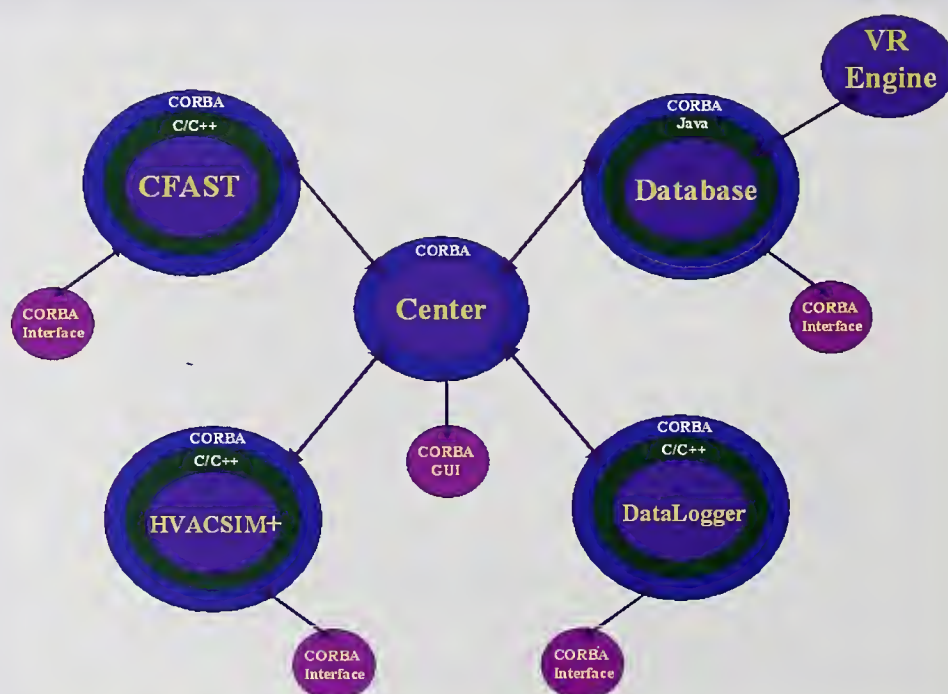 VR
Engine
CORBA
C/C++
CFAST
CORBA
Java
Database
CORBA
Center
CORBA
Interface
CORBA
Interface
CORBA
C/C++
HVACSIM+
CORBA
GUI
CORBA
C/C++
DataLogger
CORBA
Interface
CORBA
Interface